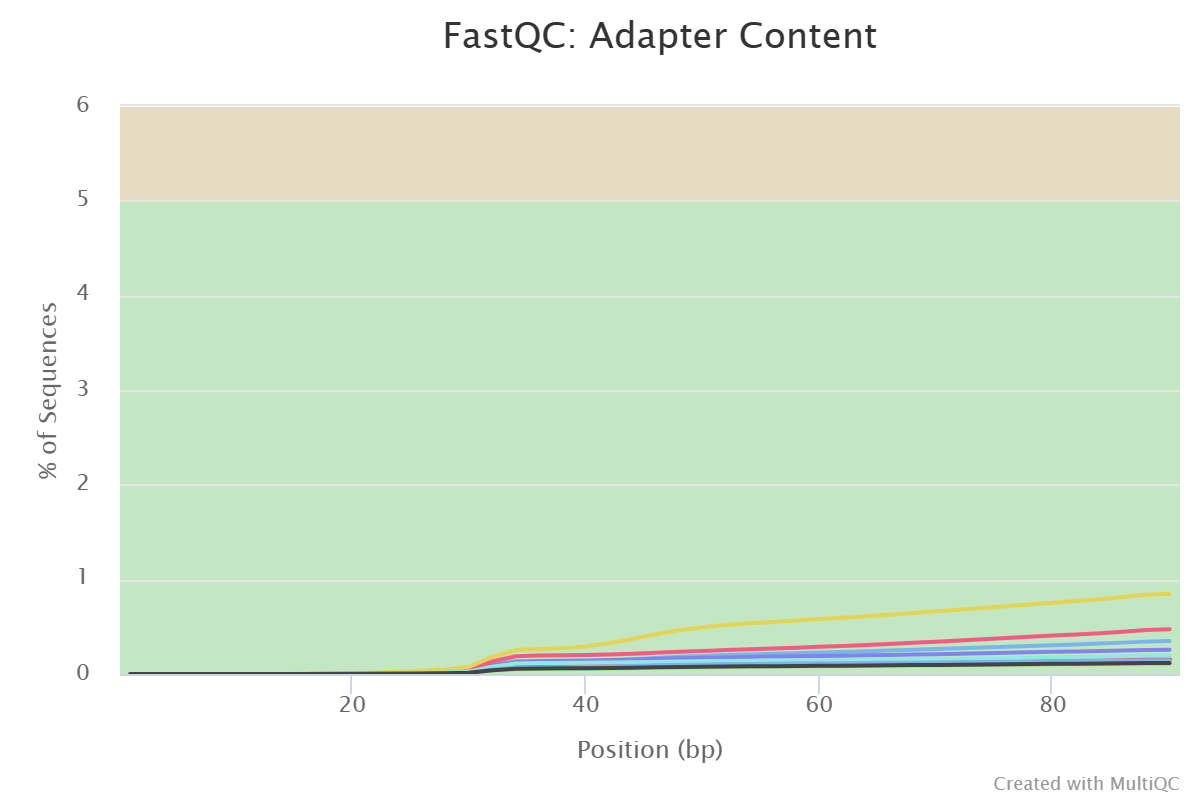 FastQC: Adapter Content
6
5
4
3
2
1
0
% of Sequences
20 40 60 80
Position (bp)
Created with MultiQC